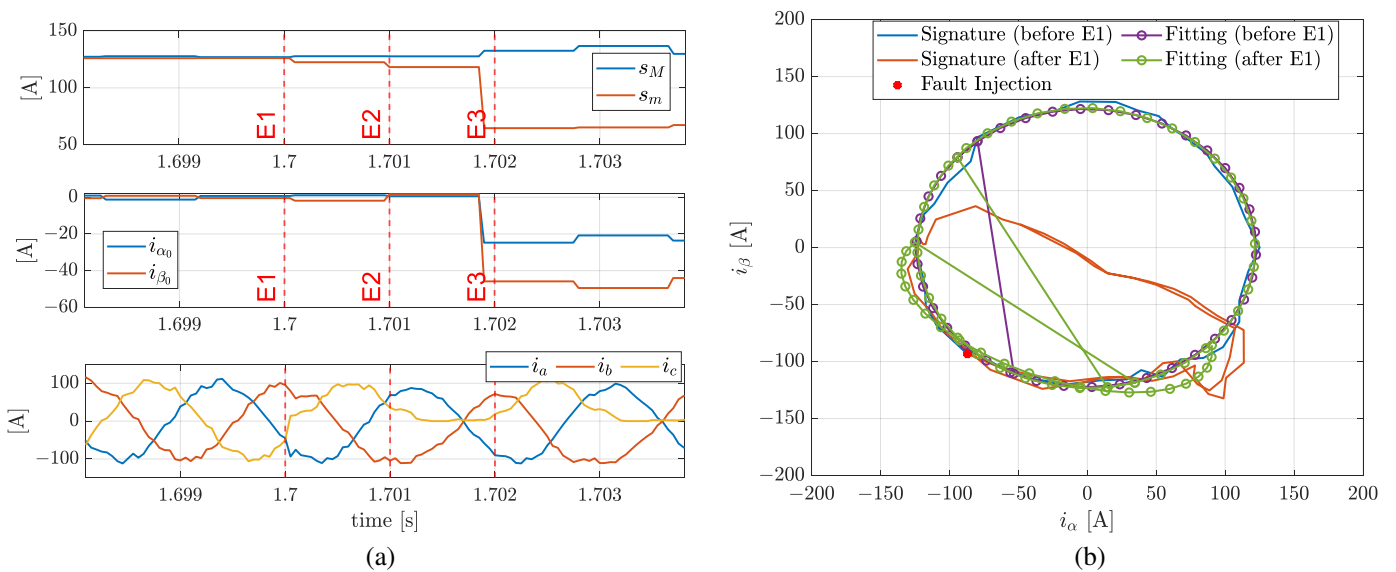 150
100
50
[A]
E1
E2
E3
s_M
s_m
1.699
1.7
1.701
1.702
1.703
0
−20
−40
−60
[A]
i_{α_0}
i_{β_0}
E1
E2
E3
1.699
1.7
1.701
1.702
1.703
100
0
−100
[A]
i_a i_b i_c
1.699
1.7
1.701
1.702
1.703
time [s]
(a)
200
150
100
50
0
−50
−100
−150
−200
i_β [A]
Signature (before E1) Fitting (before E1)
Signature (after E1) Fitting (after E1)
Fault Injection
−200 −150 −100 −50 0 50 100 150 200
i_α [A]
(b)